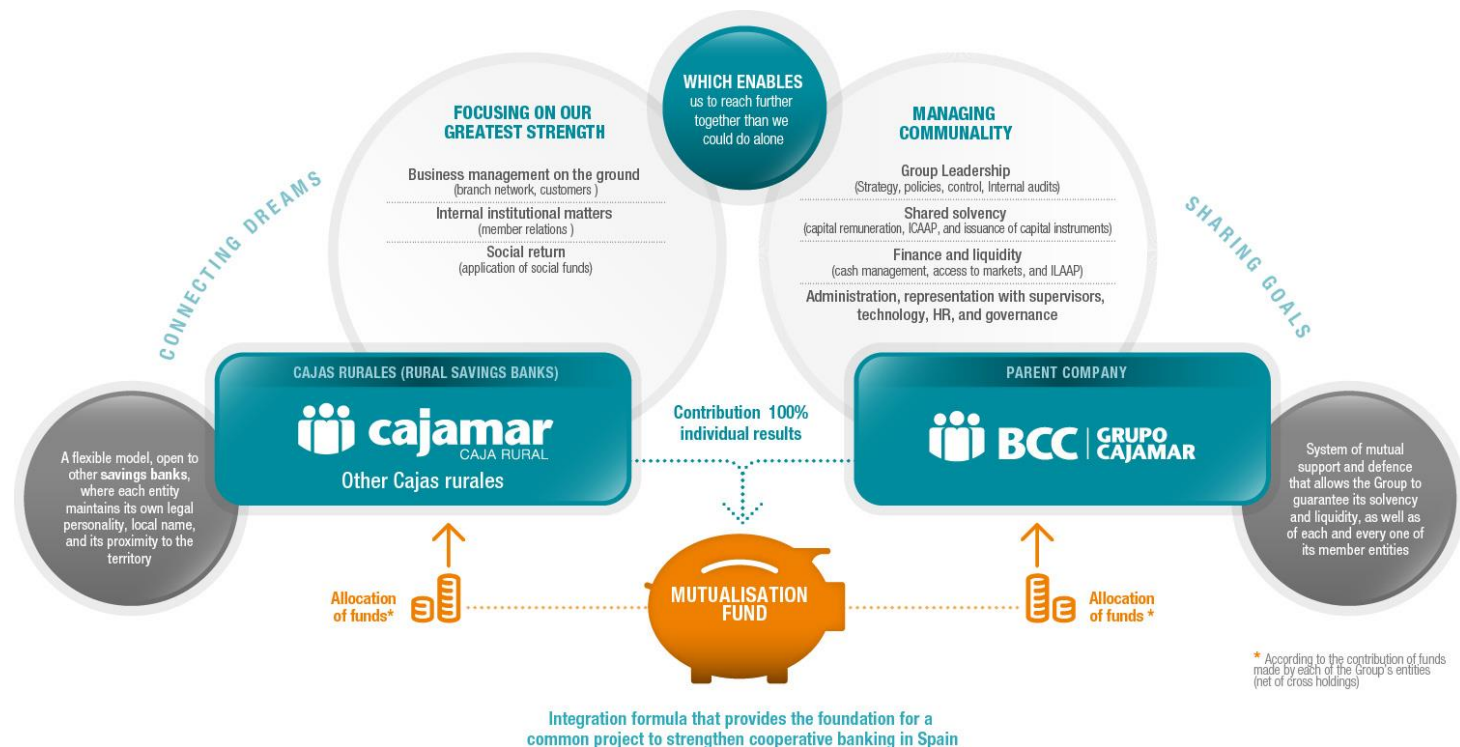 WHICH ENABLES
us to reach further
together than we
could do alone
FOCUSING ON OUR
GREATEST STRENGTH
Business management on the ground
(branch network, customers )
Internal institutional matters
(member relations )
Social return
(application of social funds)
MANAGING
COMMUNALITY
Group Leadership
(Strategy, policies, control, Internal audits)
Shared solvency
(capital remuneration, ICAAP, and issuance of capital instruments)
Finance and liquidity
(cash management, access to markets, and ILAAP)
Administration, representation with supervisors,
technology, HR, and governance
CONNECTING DREAMS
SHARING GOALS
CAJAS RURALES (RURAL SAVINGS BANKS)
cajamar
CAJA RURAL
Other Cajas rurales
PARENT COMPANY
BCC | GRUPO
CAJAMAR
Contribution 100%
individual results
A flexible model, open to
other savings banks,
where each entity
maintains its own legal
personality, local name,
and its proximity to the
territory
System of mutual
support and defence
that allows the Group to
guarantee its solvency
and liquidity, as well as
of each and every one of
its member entities
Allocation
of funds*
MUTUALISATION
FUND
Allocation
of funds *
* According to the contribution of funds
made by each of the Group's entities
(net of cross holdings)
Integration formula that provides the foundation for a
common project to strengthen cooperative banking in Spain